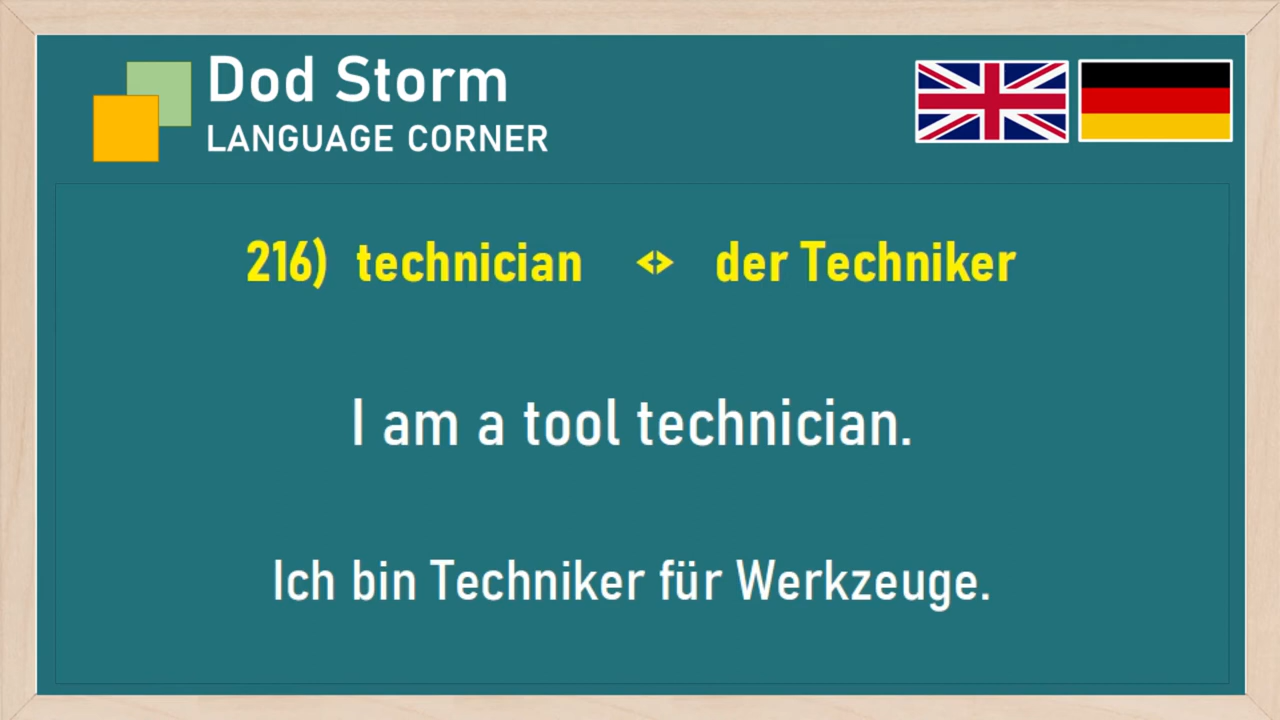 Dod Storm
LANGUAGE CORNER
216) technician <> der Techniker
I am a tool technician.
Ich bin Techniker für Werkzeuge.